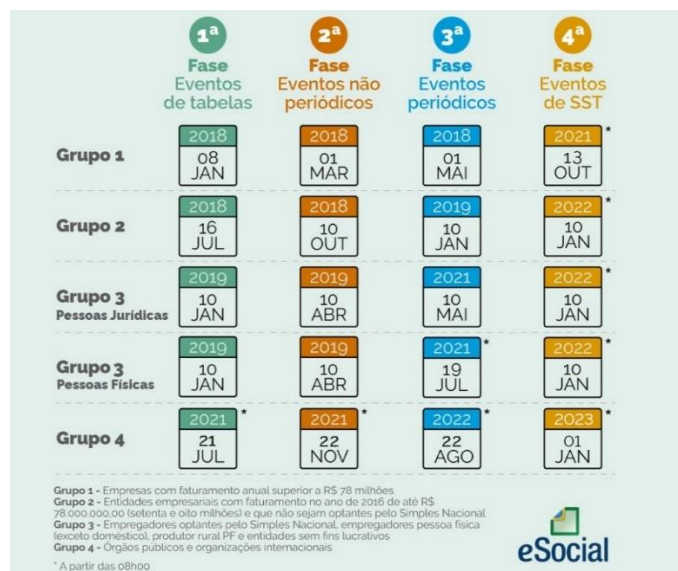 1ª
2ª
3ª
4ª
Fase
Eventos
de tabelas
Fase
Eventos não
periódicos
Fase
Eventos
periódicos
Fase
Eventos
de SST
Grupo 1
2018
08
JAN
2018
01
MAR
2018
01
MAI
2021 *
13
OUT
Grupo 2
2018
16
JUL
2018
10
OUT
2019
10
JAN
2022 *
10
JAN
Grupo 3
Pessoas Jurídicas
2019
10
JAN
2019
10
ABR
2021
10
MAI
2022 *
10
JAN
Grupo 3
Pessoas Físicas
2019
10
JAN
2019
10
ABR
2021 *
19
JUL
2022 *
10
JAN
Grupo 4
2021 *
21
JUL
2021 *
22
NOV
2022 *
22
AGO
2023 *
01
JAN
Grupo 1 - Empresas com faturamento anual superior a R$ 78 milhões
Grupo 2 - Entidades empresariais com faturamento no ano de 2016 de até R$
78.000.000,00 (setenta e oito milhões) e que não sejam optantes pelo Simples Nacional
Grupo 3 - Empregadores optantes pelo Simples Nacional, empregadores pessoa física
(exceto doméstico), produtor rural PF e entidades sem fins lucrativos
Grupo 4 - Órgãos públicos e organizações internacionais
* A partir das 08h00
eSocial